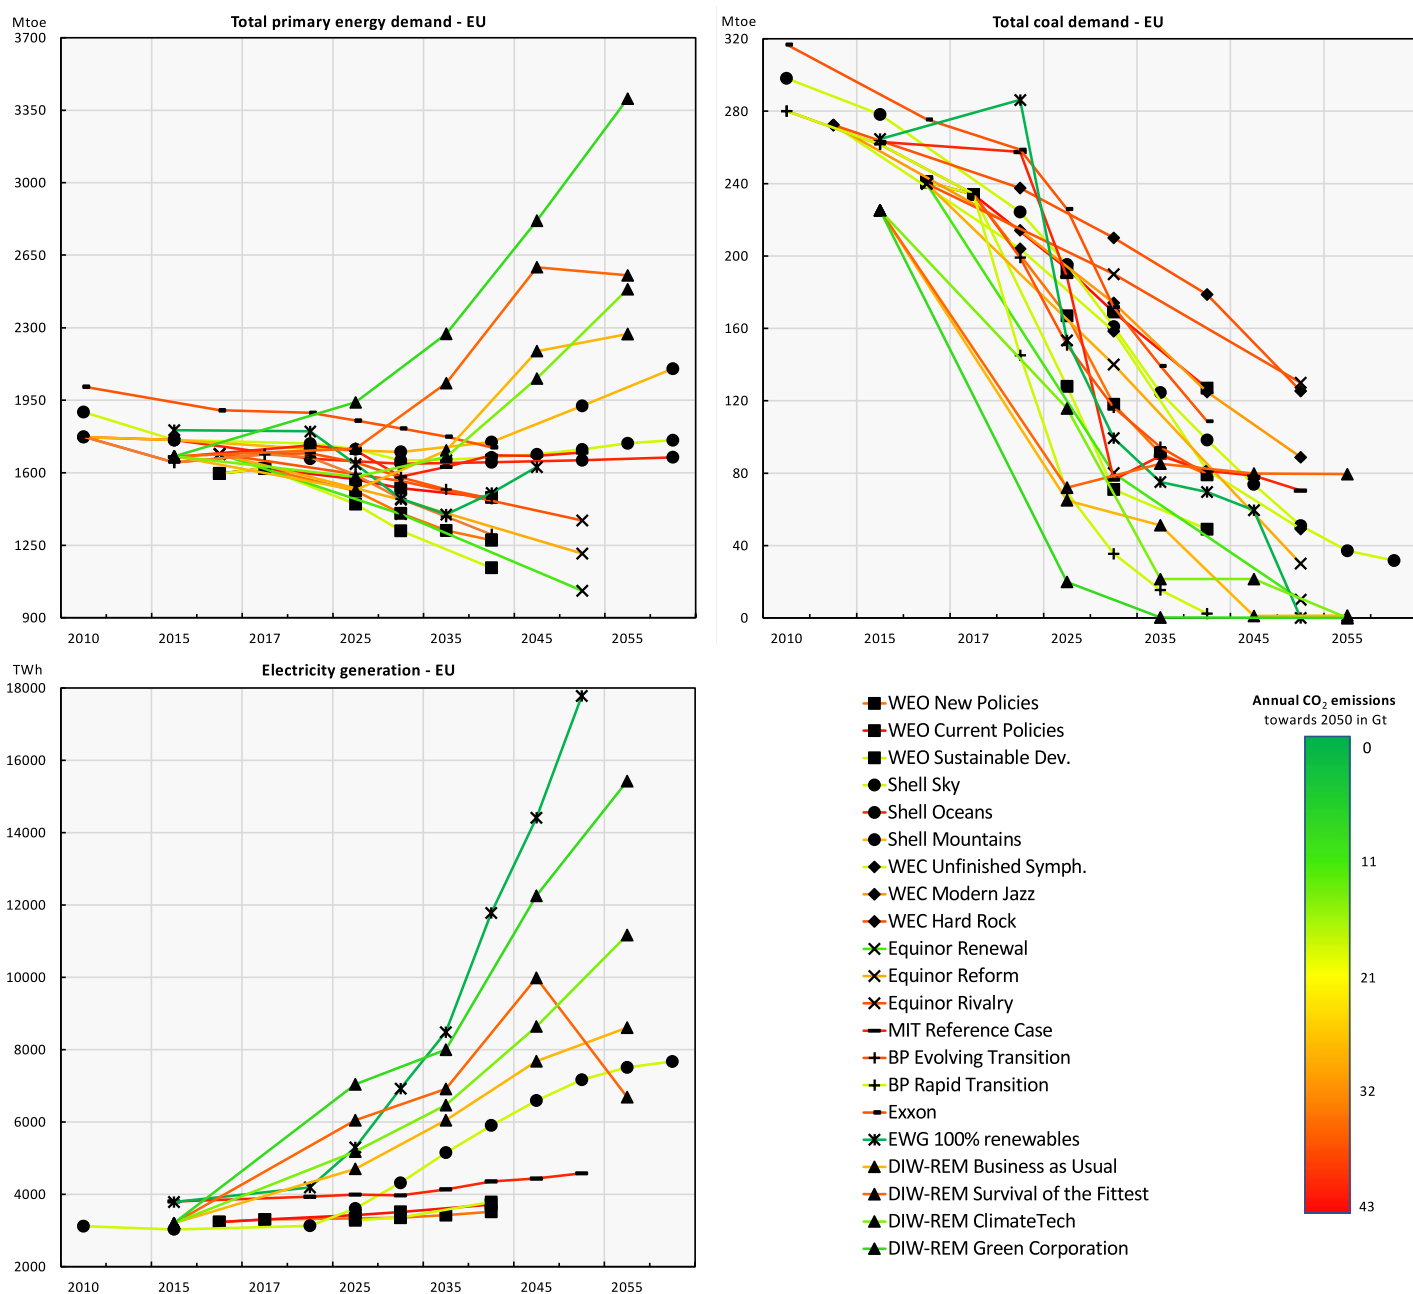 Mtoe
Total primary energy demand - EU
3700
3350
3000
2650
2300
1950
1600
1250
900
2010 2015 2017 2025 2035 2045 2055
Mtoe
Total coal demand - EU
320
280
240
200
160
120
80
40
0
2010 2015 2017 2025 2035 2045 2055
TWh
Electricity generation - EU
18000
16000
14000
12000
10000
8000
6000
4000
2000
2010 2015 2017 2025 2035 2045 2055
WEO New Policies
WEO Current Policies
WEO Sustainable Dev.
Shell Sky
Shell Oceans
Shell Mountains
WEC Unfinished Symph.
WEC Modern Jazz
WEC Hard Rock
Equinor Renewal
Equinor Reform
Equinor Rivalry
MIT Reference Case
BP Evolving Transition
BP Rapid Transition
Exxon
EWG 100% renewables
DIW-REM Business as Usual
DIW-REM Survival of the Fittest
DIW-REM ClimateTech
DIW-REM Green Corporation
Annual CO₂ emissions
towards 2050 in Gt
0
11
21
32
43